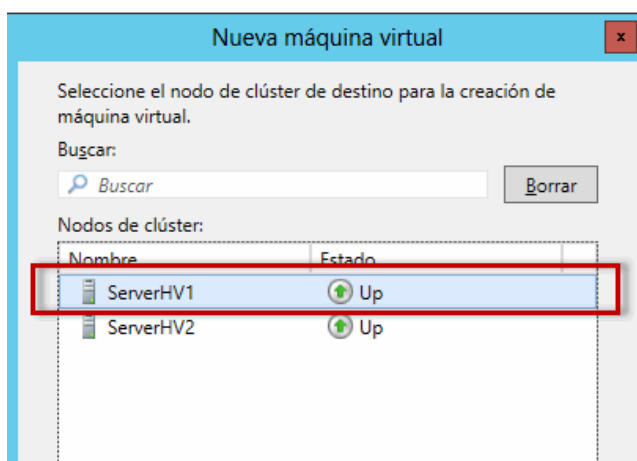 Nueva máquina virtual
x
Seleccione el nodo de clúster de destino para la creación de
máquina virtual.
Buscar:
Buscar
Borrar
Nodos de clúster:
Nombre Estado
ServerHV1 Up
ServerHV2 Up